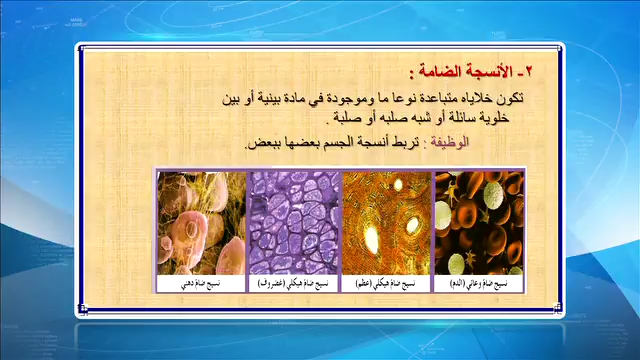 ٢- الأنسجة الضامة :
تكون خلاياه متباعدة نوعا ما وموجودة في مادة بينية أو بين
خلوية سائلة أو شبه صلبه أو صلبة .
الوظيفة : تربط أنسجة الجسم بعضها ببعض.
نسيج ضام وعائي (الدم)
نسيج ضام هيكلي (عظم)
نسيج ضام هيكلي (غضروف)
نسيج ضام دهني